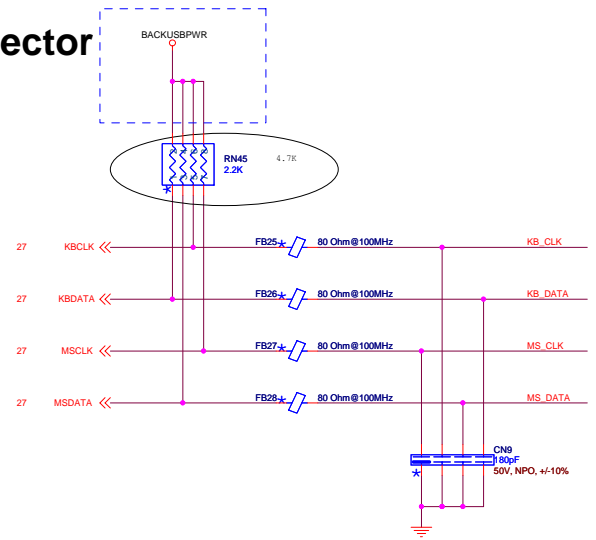 ector
BACKUSBPWR
RN45
2.2K
4.7K
27 KBCLK FB25 80 Ohm@100MHz KB_CLK
27 KBDATA FB26 80 Ohm@100MHz KB_DATA
27 MSCLK FB27 80 Ohm@100MHz MS_CLK
27 MSDATA FB28 80 Ohm@100MHz MS_DATA
CN9
180pF
50V, NPO, +/-10%